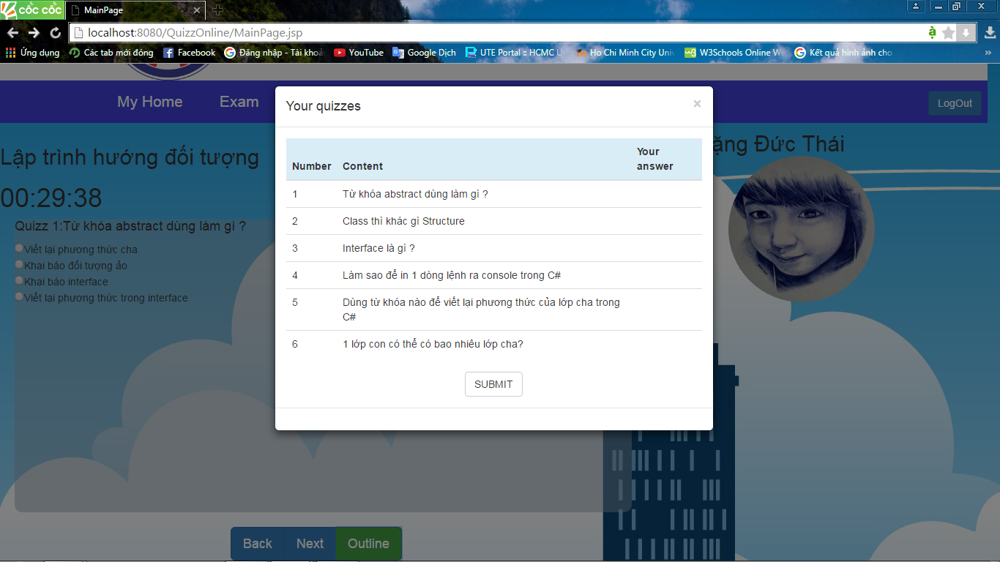 cốc cốc
MainPage
localhost:8080/QuizzOnline/MainPage.jsp
Ứng dụng Các tab mới đóng Facebook Đăng nhập - Tài khoả YouTube Google Dịch UTE Portal :: HCMC U Ho Chi Minh City Uni W3Schools Online W Kết quả hình ảnh cho »
My Home Exam LogOut
Your quizzes ×
Lập trình hướng đối tượng
ặng Đức Thái
00:29:38
Number Content Your answer
Quizz 1:Từ khóa abstract dùng làm gí ?
Viết lại phương thức cha
Khai báo đối tượng ảo
Khai báo interface
Viết lại phương thức trong interface
1 Từ khóa abstract dùng làm gì ?
2 Class thì khác gì Structure
3 Interface là gì ?
4 Làm sao để in 1 dòng lệnh ra console trong C#
5 Dùng từ khóa nào để viết lại phương thức của lớp cha trong
C#
6 1 lớp con có thể có bao nhiêu lớp cha?
SUBMIT
Back Next Outline